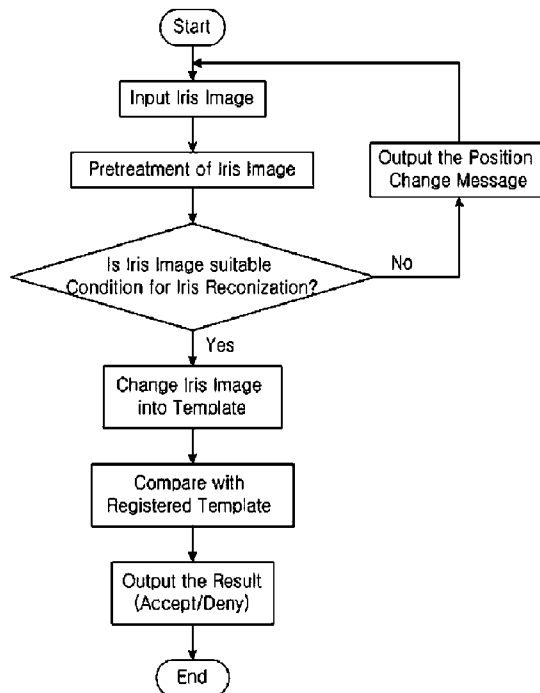 Start
Input Iris Image
Pretreatment of Iris Image
Output the Position
Change Message
Is Iris Image suitable
Condition for Iris Reconization?
No
Yes
Change Iris Image
into Template
Compare with
Registered Template
Output the Result
(Accept/Deny)
End